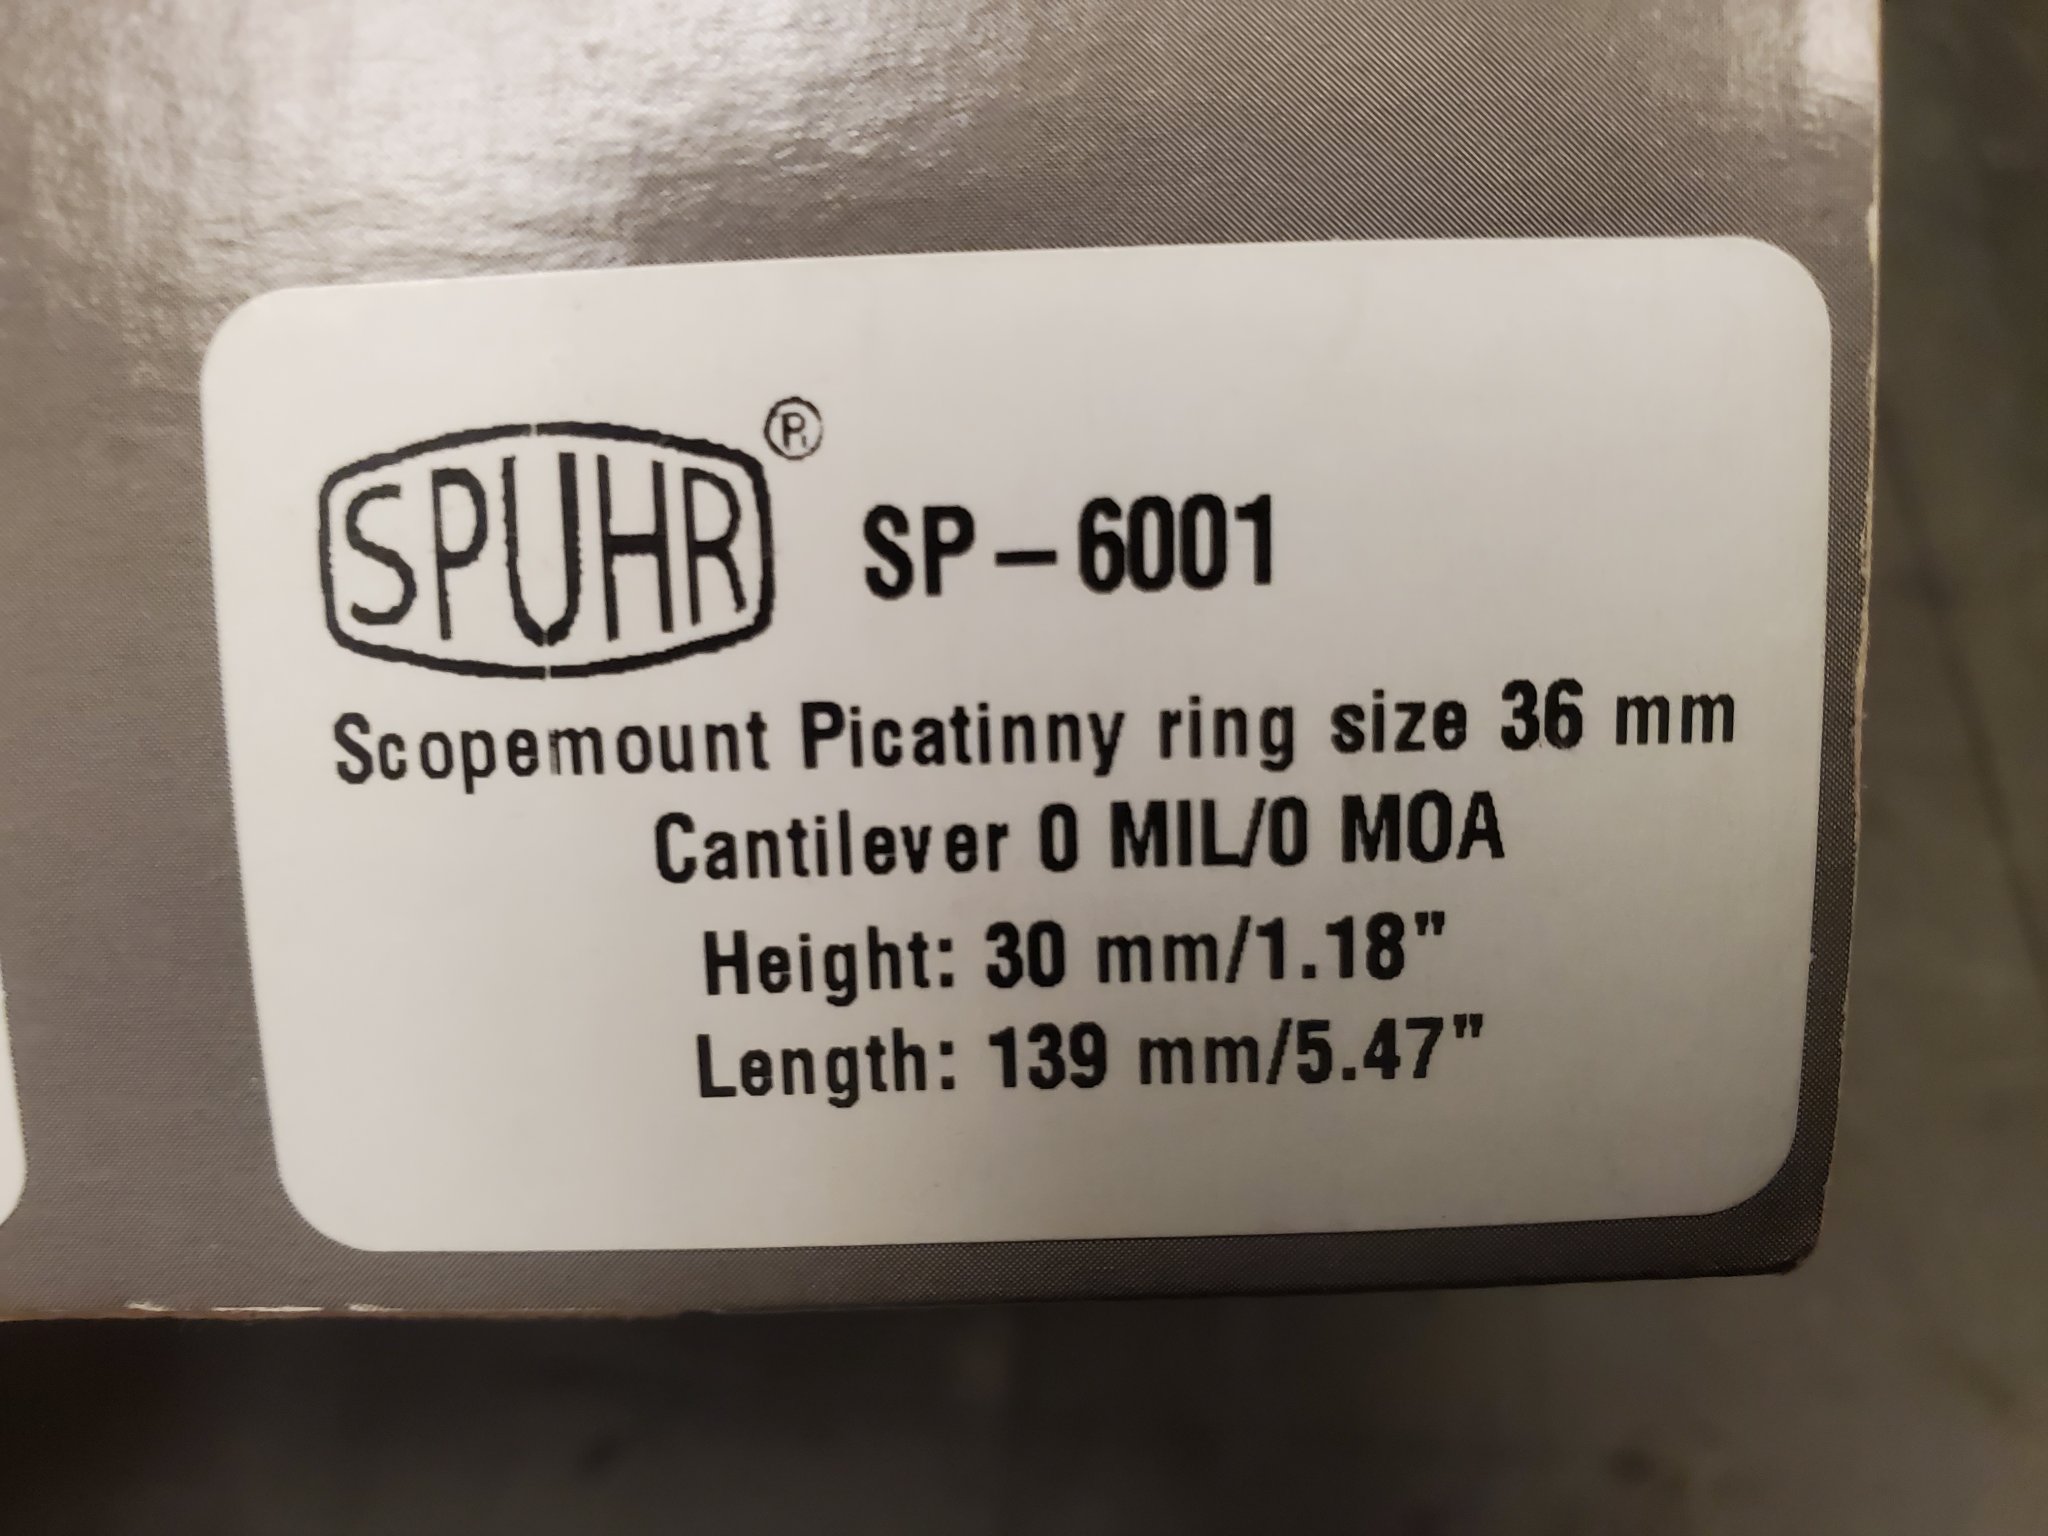 SPUHR ® SP-6001
Scopemount Picatinny ring size 36 mm
Cantilever 0 MIL/0 MOA
Height: 30 mm/1.18"
Length: 139 mm/5.47"